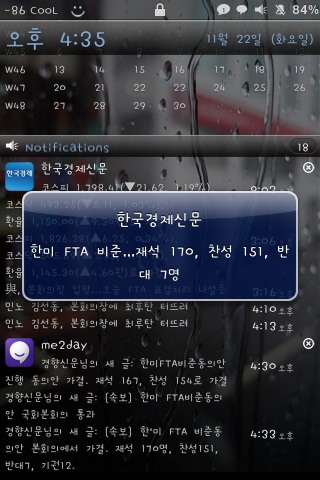 -86 CooL
84%
오후 4:35
11월 22일 (화요일)
W46 13 14 15 16 17 18 19
W47 20 21 22 23 24 25 26
W48 27 28 29 30
Notifications 18
한국경제
한국경제신문
코스피 1,798.4(▼21.62, 1.19%)
한국경제신문
한미 FTA 비준...재석 170, 찬성 151, 반
대 7명
민노 김선동, 본회의장에 최루탄 터뜨려
4:10 오후
민노 김선동, 본회의장에 최루탄 터뜨려
4:13 오후
me2day
경향신문님의 새 글: 한미FTA비준동의안
4:30 오후
진행 동의안 가결. 재석 167, 찬성 154로 가결
경향신문님의 새 글: [속보] 한미 FTA 비준동의
안 국회본회의 통과
경향신문님의 새 글: [속보] 한미 FTA 비준동
4:33 오후
의안 본회의에서 가결. 재석 170명, 찬성151,
반대7, 기권12.